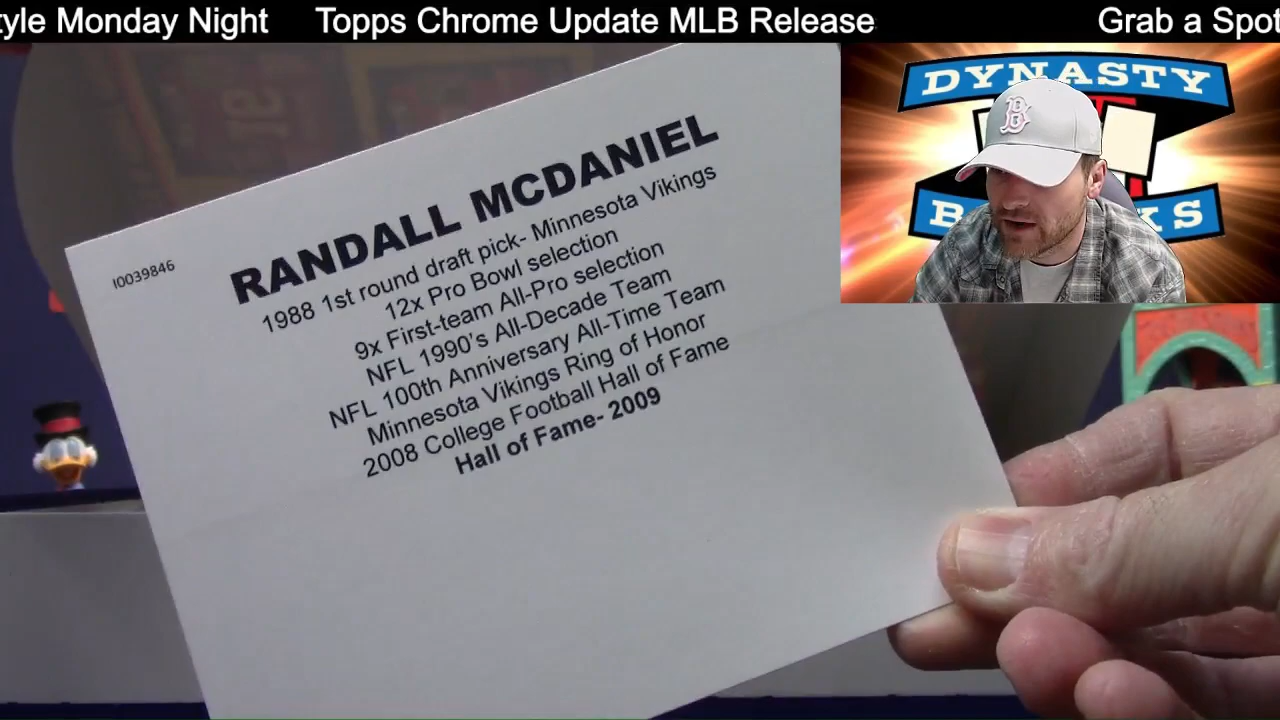 tyle Monday Night Topps Chrome Update MLB Release Grab a Spot
DYNASTY
B KS
B
I0039846
RANDALL MCDANIEL
1988 1st round draft pick- Minnesota Vikings
12x Pro Bowl selection
9x First-team All-Pro selection
NFL 1990's All-Decade Team
NFL 100th Anniversary All-Time Team
Minnesota Vikings Ring of Honor
2008 College Football Hall of Fame
Hall of Fame- 2009